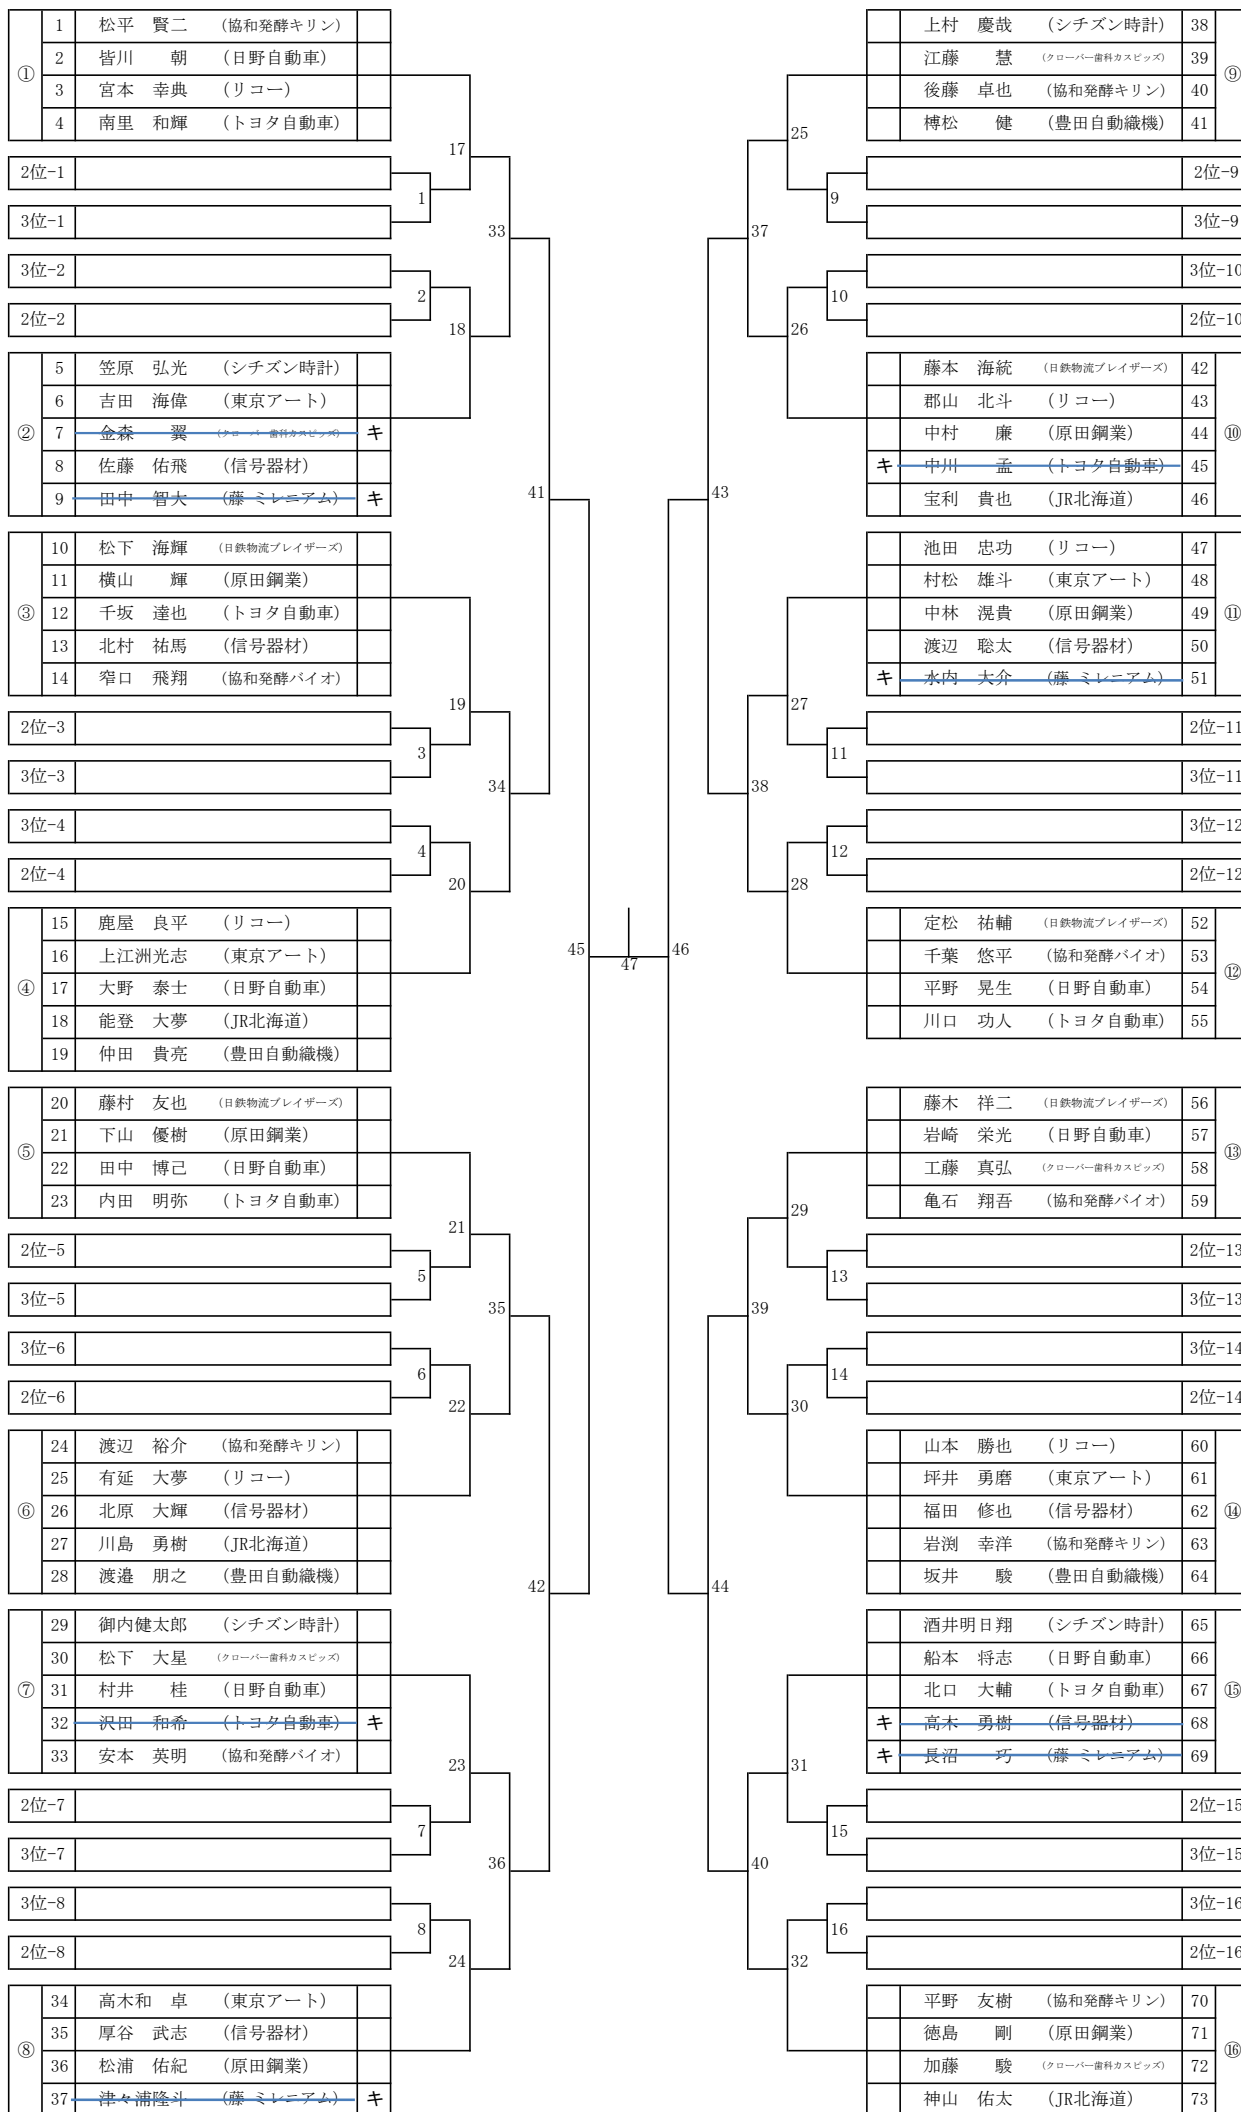 ① 1 松平　賢二 (協和発酵キリン)
2 皆川　　朝 (日野自動車)
3 宮本　幸典 (リコー)
4 南里　和輝 (トヨタ自動車)
17
2位-1
1
3位-1
33
3位-2
2
2位-2
18
② 5 笠原　弘光 (シチズン時計)
6 吉田　海偉 (東京アート)
7 金森　　翼 (クローバー歯科カスピッズ) キ
8 佐藤　佑飛 (信号器材)
9 田中　智大 (藤 ミレニアム) キ
41
③ 10 松下　海輝 (日鉄物流ブレイザーズ)
11 横山　　輝 (原田鋼業)
12 千坂　達也 (トヨタ自動車)
13 北村　祐馬 (信号器材)
14 窄口　飛翔 (協和発酵バイオ)
19
2位-3
3
3位-3
34
3位-4
4
2位-4
20
④ 15 鹿屋　良平 (リコー)
16 上江洲光志 (東京アート)
17 大野　泰士 (日野自動車)
18 能登　大夢 (JR北海道)
19 仲田　貴亮 (豊田自動織機)
45
47
46
⑤ 20 藤村　友也 (日鉄物流ブレイザーズ)
21 下山　優樹 (原田鋼業)
22 田中　博己 (日野自動車)
23 内田　明弥 (トヨタ自動車)
21
2位-5
5
3位-5
35
3位-6
6
2位-6
22
⑥ 24 渡辺　裕介 (協和発酵キリン)
25 有延　大夢 (リコー)
26 北原　大輝 (信号器材)
27 川島　勇樹 (JR北海道)
28 渡邉　朋之 (豊田自動織機)
42
⑦ 29 御内健太郎 (シチズン時計)
30 松下　大星 (クローバー歯科カスピッズ)
31 村井　　桂 (日野自動車)
32 沢田　和希 (トヨタ自動車) キ
33 安本　英明 (協和発酵バイオ)
23
2位-7
7
3位-7
36
3位-8
8
2位-8
24
⑧ 34 高木和　卓 (東京アート)
35 厚谷　武志 (信号器材)
36 松浦　佑紀 (原田鋼業)
37 津々浦隆斗 (藤 ミレニアム) キ
上村　慶哉 (シチズン時計) 38 ⑨
江藤　　慧 (クローバー歯科カスピッズ) 39
後藤　卓也 (協和発酵キリン) 40
榑松　　健 (豊田自動織機) 41
25
2位-9
9
3位-9
37
3位-10
10
2位-10
26
藤本　海統 (日鉄物流ブレイザーズ) 42 ⑩
郡山　北斗 (リコー) 43
中村　　廉 (原田鋼業) 44
キ 中川　　孟 (トヨタ自動車) 45
宝利　貴也 (JR北海道) 46
43
池田　忠功 (リコー) 47 ⑪
村松　雄斗 (東京アート) 48
中林　滉貴 (原田鋼業) 49
渡辺　聡太 (信号器材) 50
キ 水内　大介 (藤 ミレニアム) 51
27
2位-11
11
3位-11
38
3位-12
12
2位-12
28
定松　祐輔 (日鉄物流ブレイザーズ) 52 ⑫
千葉　悠平 (協和発酵バイオ) 53
平野　晃生 (日野自動車) 54
川口　功人 (トヨタ自動車) 55
藤木　祥二 (日鉄物流ブレイザーズ) 56 ⑬
岩崎　栄光 (日野自動車) 57
工藤　真弘 (クローバー歯科カスピッズ) 58
亀石　翔吾 (協和発酵バイオ) 59
29
2位-13
13
3位-13
39
3位-14
14
2位-14
30
山本　勝也 (リコー) 60 ⑭
坪井　勇磨 (東京アート) 61
福田　修也 (信号器材) 62
岩渕　幸洋 (協和発酵キリン) 63
坂井　　駿 (豊田自動織機) 64
44
酒井明日翔 (シチズン時計) 65 ⑮
船本　将志 (日野自動車) 66
北口　大輔 (トヨタ自動車) 67
キ 高木　勇樹 (信号器材) 68
キ 長沼　　巧 (藤 ミレニアム) 69
31
2位-15
15
3位-15
40
3位-16
16
2位-16
32
平野　友樹 (協和発酵キリン) 70 ⑯
徳島　　剛 (原田鋼業) 71
加藤　　駿 (クローバー歯科カスピッズ) 72
神山　佑太 (JR北海道) 73